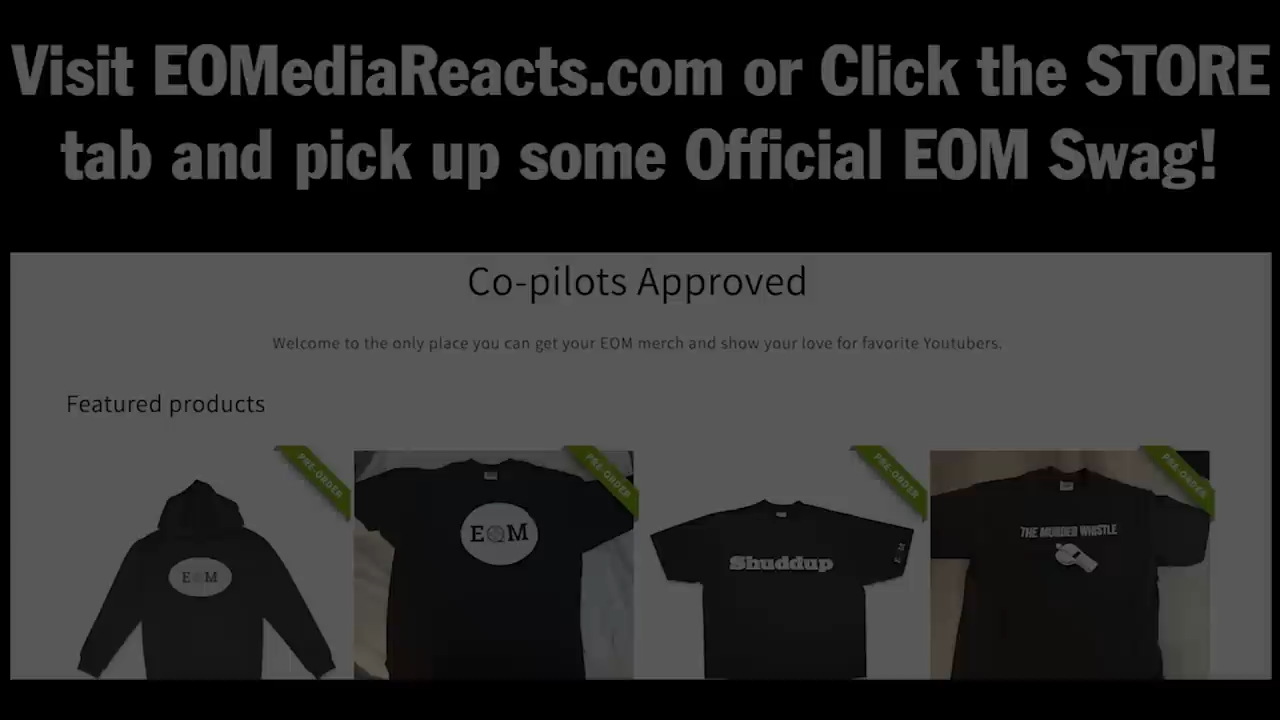 Visit EOMediaReacts.com or Click the STORE
tab and pick up some Official EOM Swag!
Co-pilots Approved
Welcome to the only place you can get your EOM merch and show your love for favorite Youtubers.
Featured products
PRE-ORDER
PRE-ORDER
PRE-ORDER
PRE-ORDER
EOM
EOM
Shuddup
EOM
THE MURDER WHISTLE